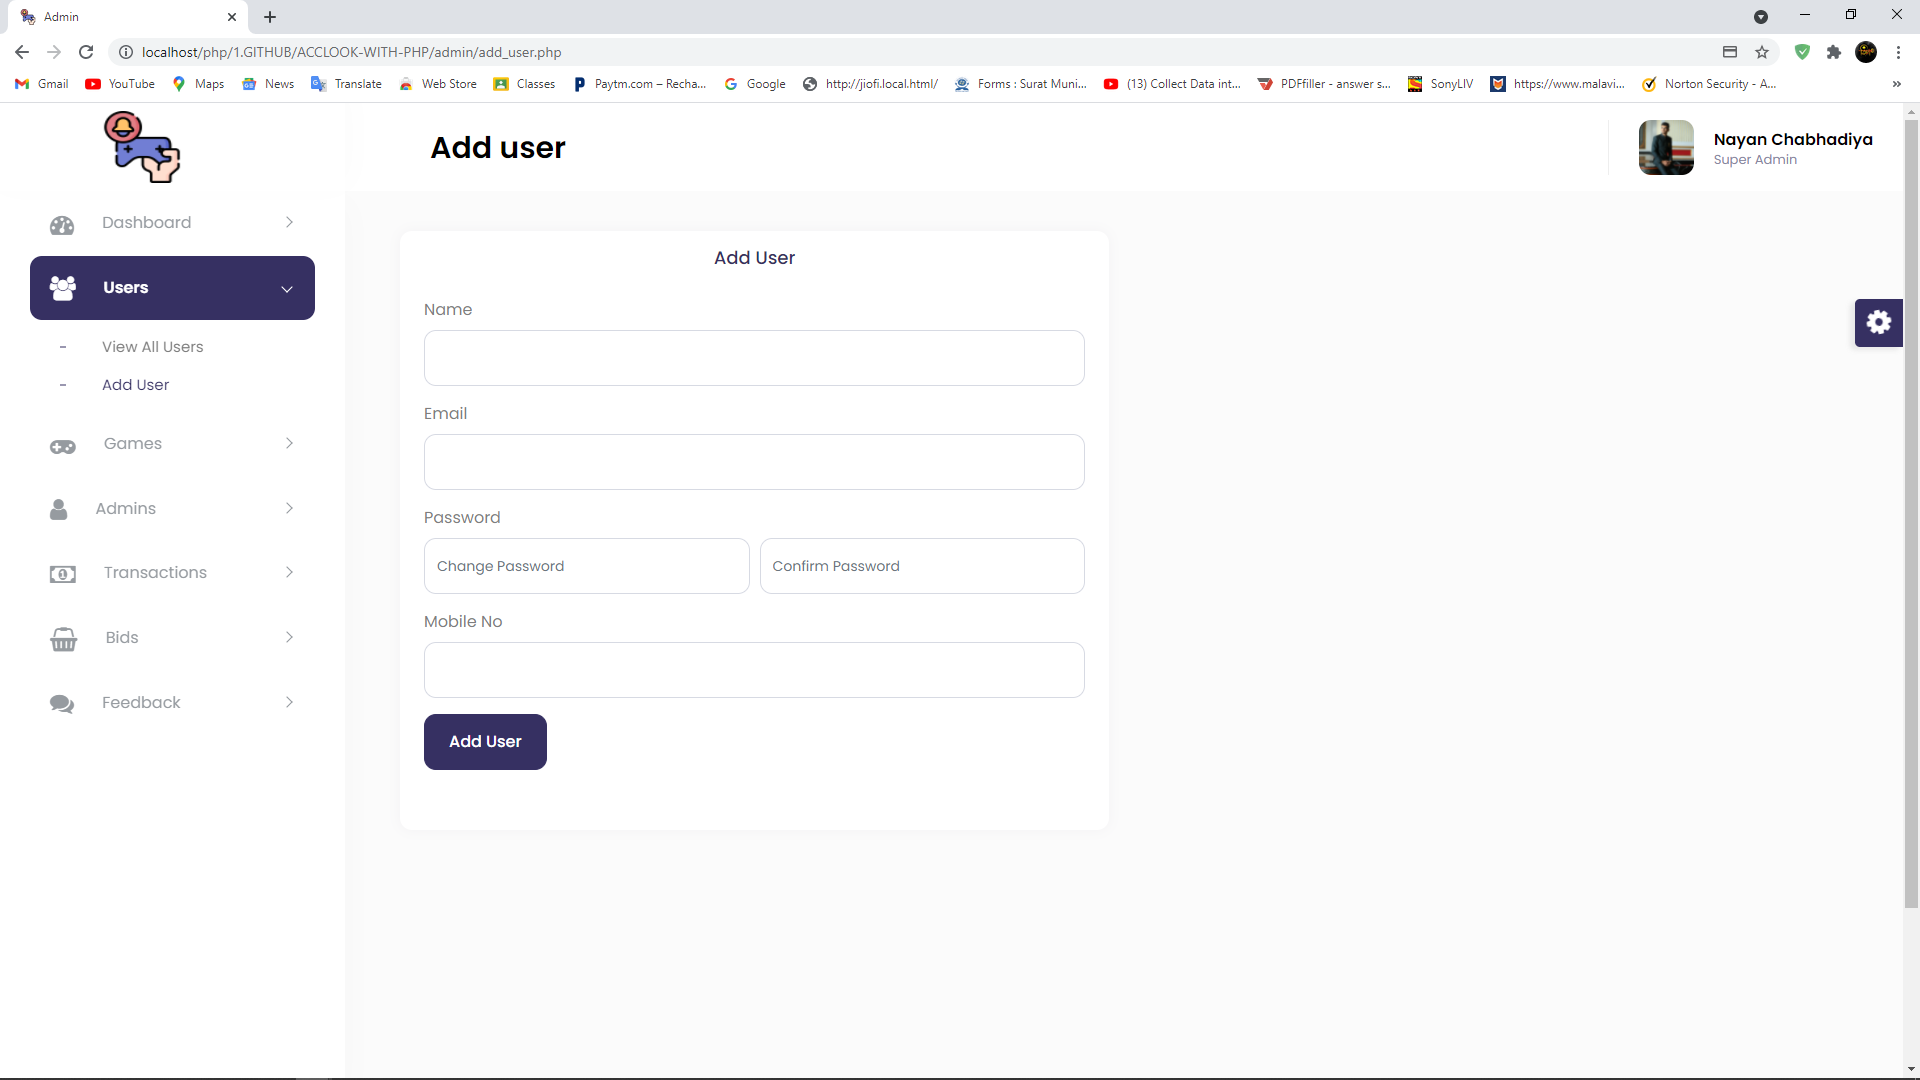 Admin
localhost/php/1.GITHUB/ACCLOOK-WITH-PHP/admin/add_user.php
Gmail YouTube Maps News Translate Web Store Classes Paytm.com – Recha... Google http://jiofi.local.html/ Forms : Surat Muni... (13) Collect Data int... PDFfiller - answer s... SonyLIV https://www.malavi... Norton Security - A... »
Add user
Nayan Chabhadiya
Super Admin
Dashboard
Users
- View All Users
- Add User
Games
Admins
Transactions
Bids
Feedback
Add User
Name
Email
Password
Change Password Confirm Password
Mobile No
Add User